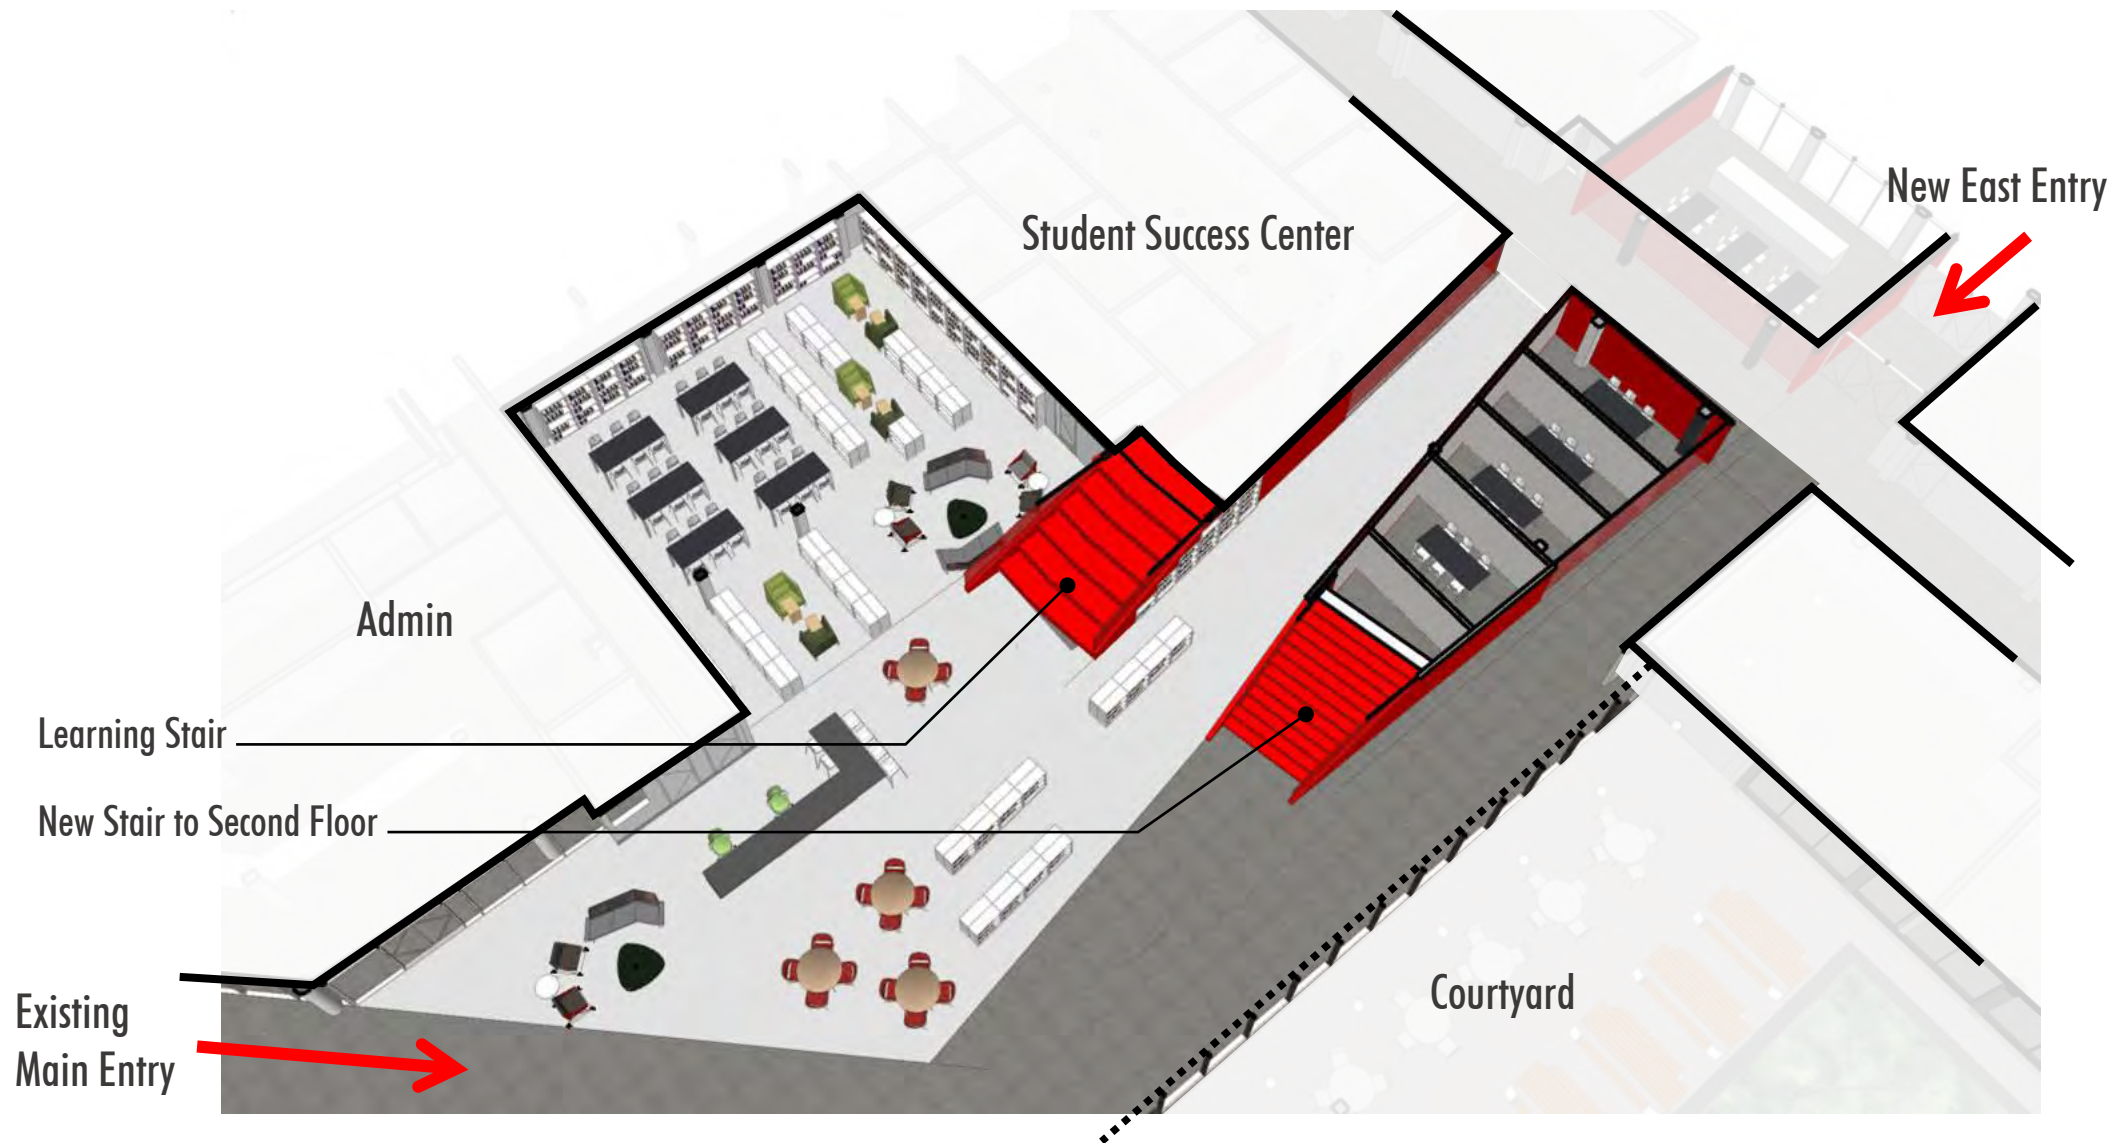 New East Entry
Student Success Center
Admin
Learning Stair
New Stair to Second Floor
Courtyard
Existing
Main Entry